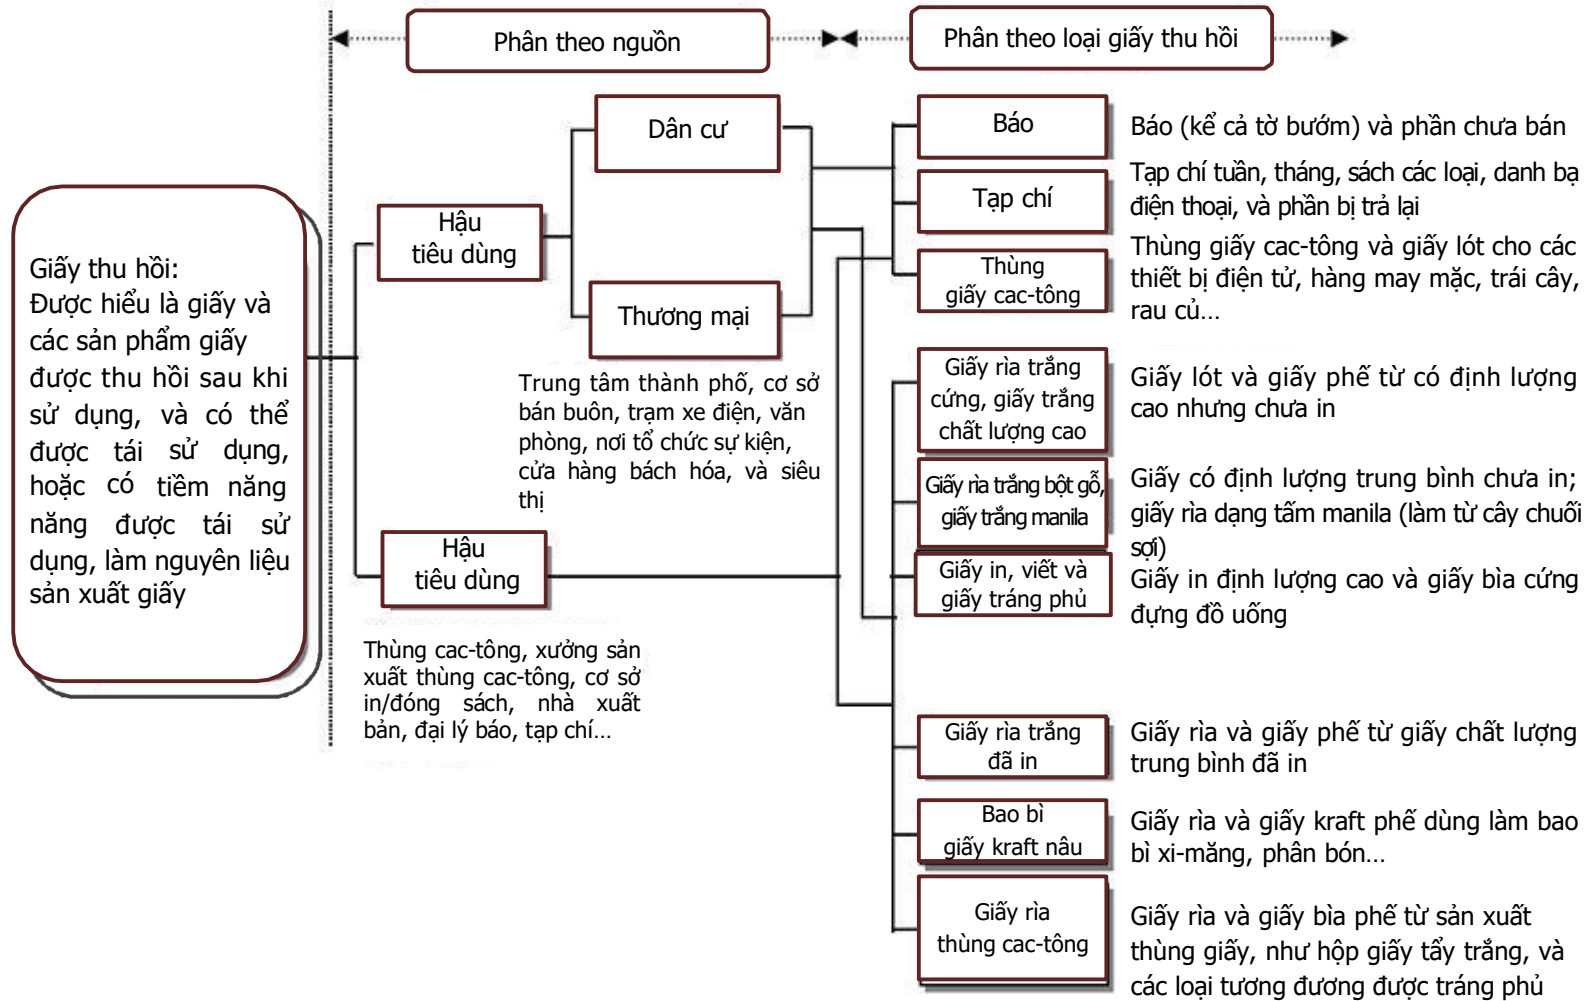 Phân theo nguồn
Phân theo loại giấy thu hồi
Giấy thu hồi:
Được hiểu là giấy và
các sản phẩm giấy
được thu hồi sau khi
sử dụng, và có thể
được tái sử dụng,
hoặc có tiềm năng
năng được tái sử
dụng, làm nguyên liệu
sản xuất giấy
Hậu
tiêu dùng
Dân cư
Thương mại
Trung tâm thành phố, cơ sở
bán buôn, trạm xe điện, văn
phòng, nơi tổ chức sự kiện,
cửa hàng bách hóa, và siêu
thị
Hậu
tiêu dùng
Thùng cac-tông, xưởng sản
xuất thùng cac-tông, cơ sở
in/đóng sách, nhà xuất
bản, đại lý báo, tạp chí...
Báo
Báo (kể cả tờ bướm) và phần chưa bán
Tạp chí
Tạp chí tuần, tháng, sách các loại, danh bạ
điện thoại, và phần bị trả lại
Thùng
giấy cac-tông
Thùng giấy cac-tông và giấy lót cho các
thiết bị điện tử, hàng may mặc, trái cây,
rau củ...
Giấy rìa trắng
cứng, giấy trắng
chất lượng cao
Giấy lót và giấy phế từ có định lượng
cao nhưng chưa in
Giấy rìa trắng bột gỗ,
giấy trắng manila
Giấy có định lượng trung bình chưa in;
giấy rìa dạng tấm manila (làm từ cây chuối
sợi)
Giấy in, viết và
giấy tráng phủ
Giấy in định lượng cao và giấy bìa cứng
đựng đồ uống
Giấy rìa trắng
đã in
Giấy rìa và giấy phế từ giấy chất lượng
trung bình đã in
Bao bì
giấy kraft nâu
Giấy rìa và giấy kraft phế dùng làm bao
bì xi-măng, phân bón...
Giấy rìa
thùng cac-tông
Giấy rìa và giấy bìa phế từ sản xuất
thùng giấy, như hộp giấy tẩy trắng, và
các loại tương đương được tráng phủ